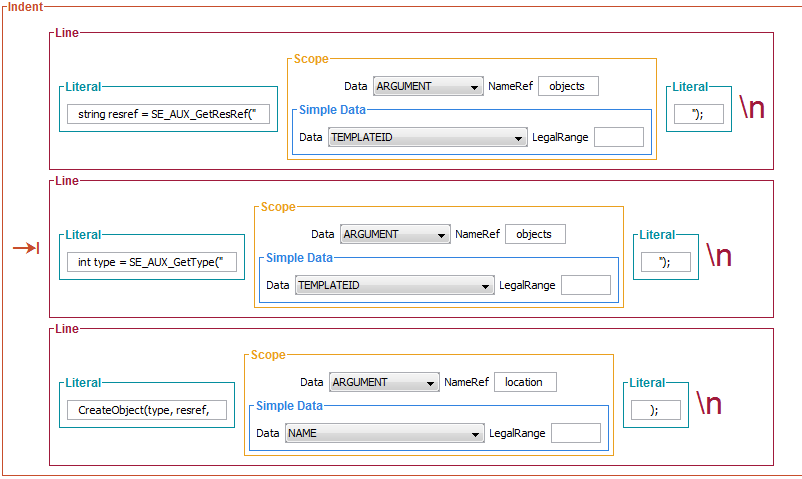 Indent
Line
Literal
string resref = SE_AUX_GetResRef("
Scope
Data ARGUMENT NameRef objects
Simple Data
Data TEMPLATEID LegalRange
Literal
");
\n
Line
Literal
int type = SE_AUX_GetType("
Scope
Data ARGUMENT NameRef objects
Simple Data
Data TEMPLATEID LegalRange
Literal
");
\n
Line
Literal
CreateObject(type, resref,
Scope
Data ARGUMENT NameRef location
Simple Data
Data NAME LegalRange
Literal
);
\n